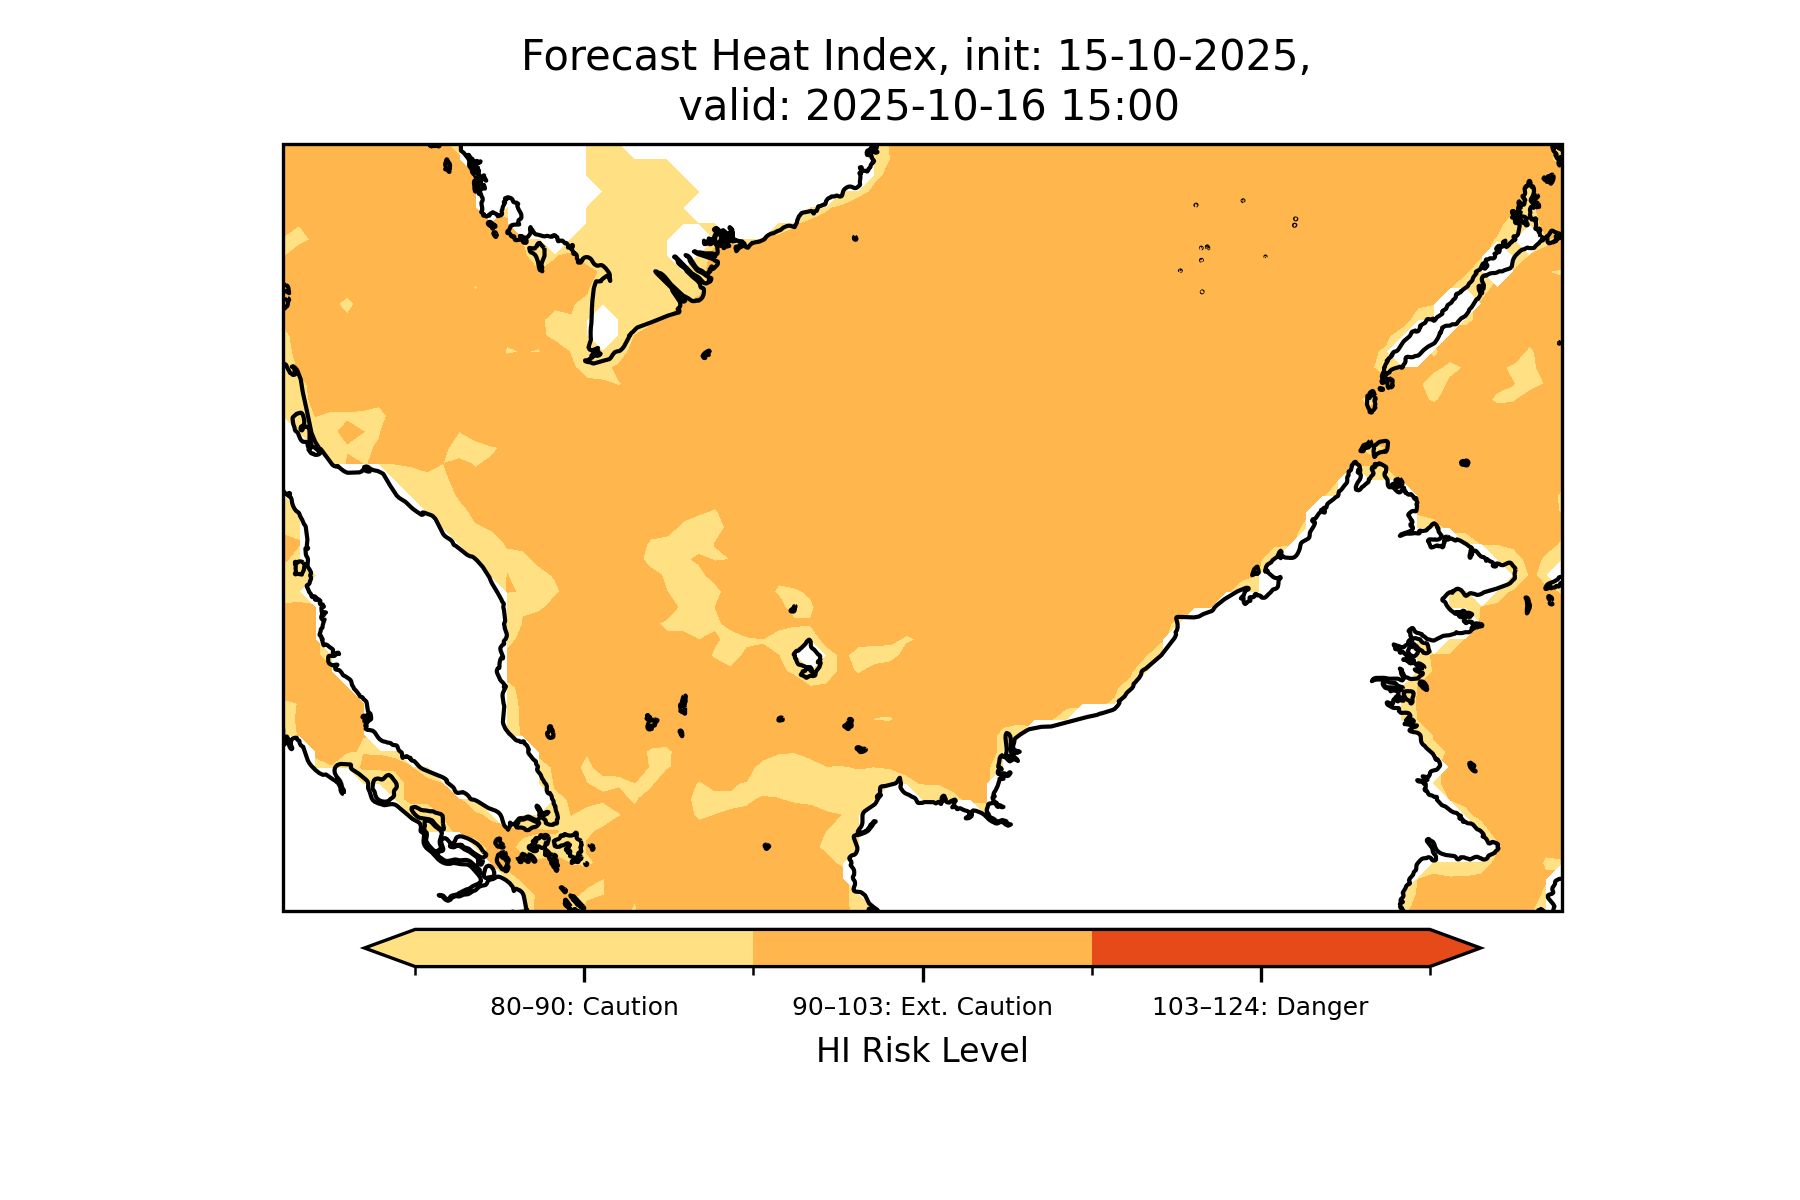 Forecast Heat Index, init: 15-10-2025,
valid: 2025-10-16 15:00
80–90: Caution
90–103: Ext. Caution
103–124: Danger
HI Risk Level